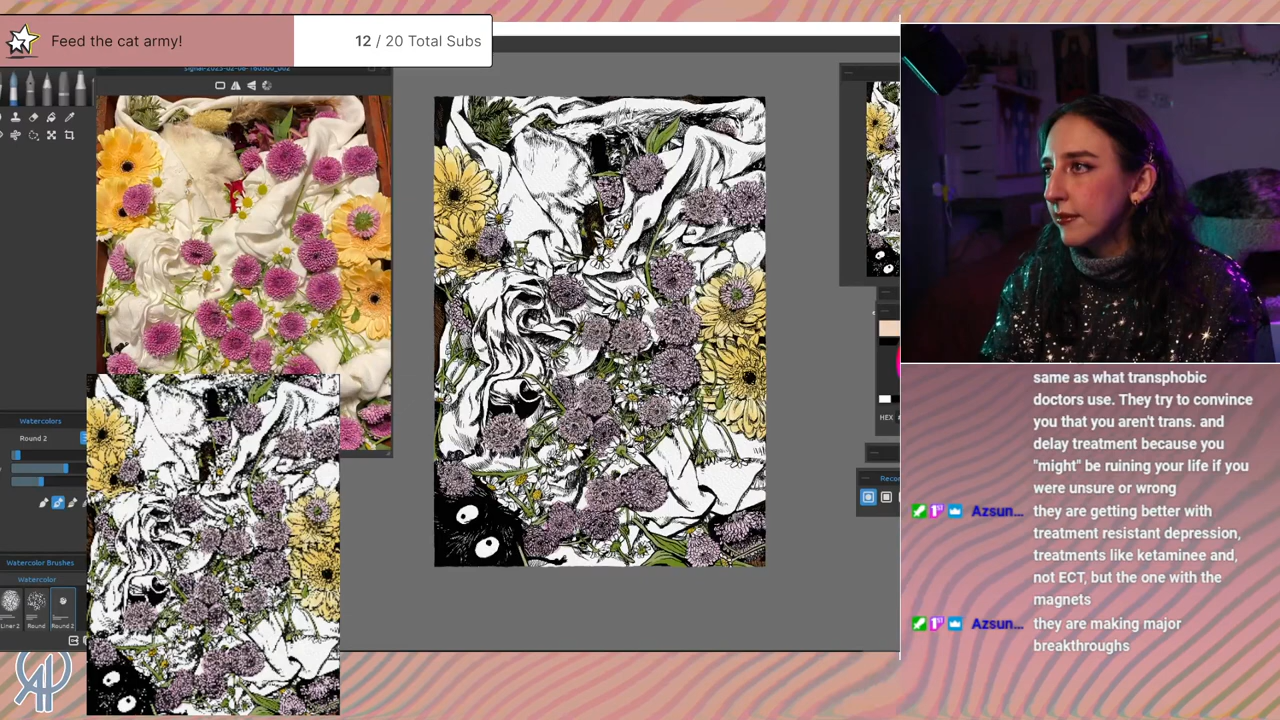 Feed the cat army!
12 / 20 Total Subs
Watercolors
Round 2
Watercolor Brushes
Watercolor
Liner 2
Round
Round 2
HEX
Reco
same as what transphobic
doctors use. They try to convince
you that you aren't trans. and
delay treatment because you
"might" be ruining your life if you
were unsure or wrong
Azsun... they are getting better with
treatment resistant depression,
treatments like ketaminee and,
not ECT, but the one with the
magnets
Azsun... they are making major
breakthroughs